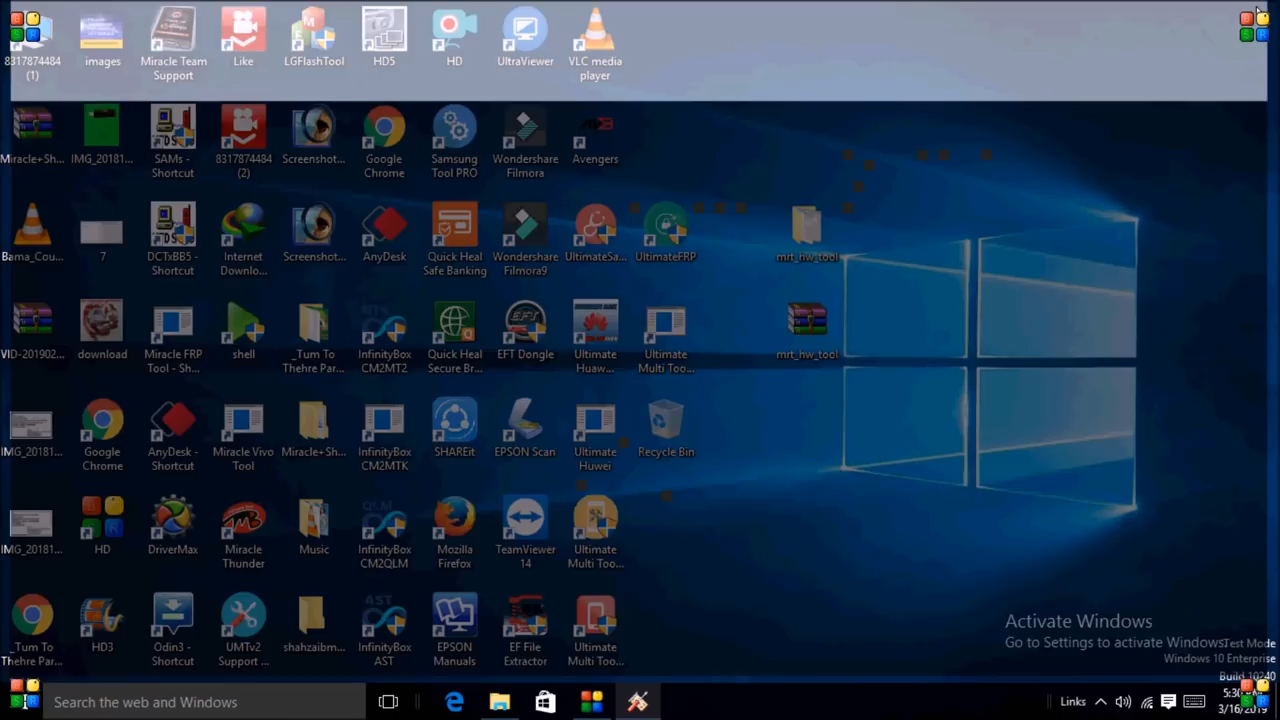 8317874484
(1)
images
Miracle Team
Support
Like
LGFlashTool
HD5
HD
UltraViewer
VLC media
player
Miracle+Sh...
IMG_20181...
SAMs -
Shortcut
8317874484
(2)
Screenshot...
Google
Chrome
Samsung
Tool PRO
Wondershare
Filmora
Avengers
Bama_Cou...
7
DCTxBB5 -
Shortcut
Internet
Downlo...
Screenshot...
AnyDesk
Quick Heal
Safe Banking
Wondershare
Filmora9
UltimateSa...
UltimateFRP
mrt_hw_tool
VID-201902...
download
Miracle FRP
Tool - Sh...
shell
_Tum To
Thehre Par...
InfinityBox
CM2MT2
Quick Heal
Secure Br...
EFT Dongle
Ultimate
Huaw...
Ultimate
Multi Too...
mrt_hw_tool
IMG_20181...
Google
Chrome
AnyDesk -
Shortcut
Miracle Vivo
Tool
Miracle+Sh...
InfinityBox
CM2MTK
SHAREit
EPSON Scan
Ultimate
Huwei
Recycle Bin
IMG_20181...
HD
DriverMax
Miracle
Thunder
Music
InfinityBox
CM2QLM
Mozilla
Firefox
TeamViewer
14
Ultimate
Multi Too...
_Tum To
Thehre Par...
HD3
Odin3 -
Shortcut
UMTv2
Support ...
shahzaibm...
InfinityBox
AST
EPSON
Manuals
EF File
Extractor
Ultimate
Multi Too...
Activate Windows
Go to Settings to activate Windows.
Test Mode
Windows 10 Enterprise
Build 10240
Search the web and Windows
Links
3/16/2019